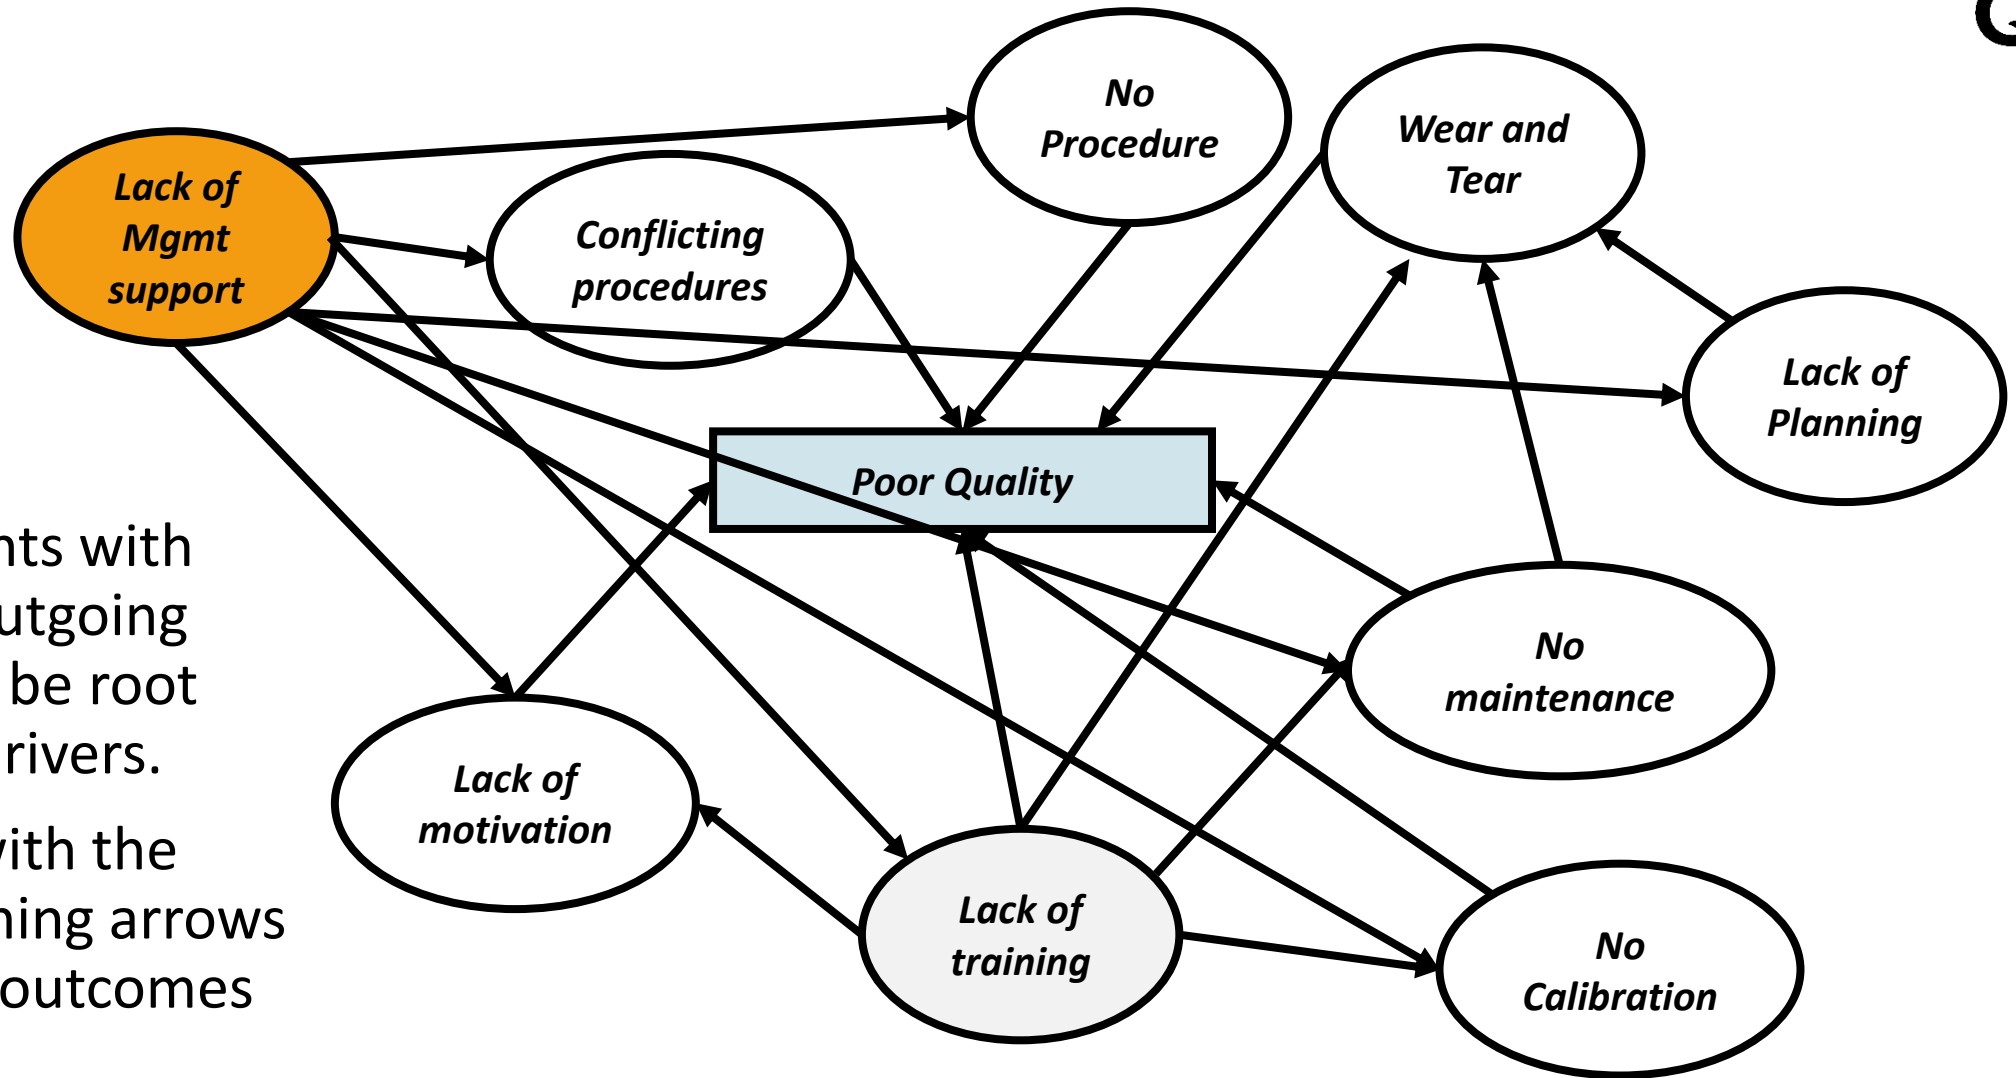 No
Procedure
Wear and
Tear
Lack of
Mgmt
support
Conflicting
procedures
Lack of
Planning
Poor Quality
nts with
utgoing
be root
rivers.
No
maintenance
Lack of
motivation
vith the
ning arrows
outcomes
Lack of
training
No
Calibration